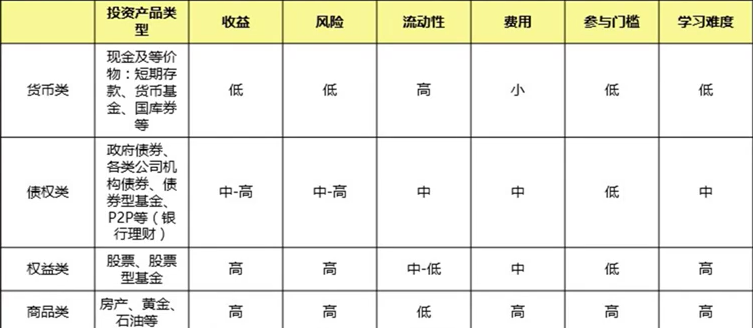 投资产品类型 收益 风险 流动性 费用 参与门槛 学习难度
货币类 现金及等价物：短期存款、货币基金、国库券等 低 低 高 小 低 低
债权类 政府债券、各类公司机构债券、债券型基金、P2P等（银行理财） 中-高 中-高 中 中 低 中
权益类 股票、股票型基金 高 高 中-低 中 低 高
商品类 房产、黄金、石油等 高 高 低 高 高 高